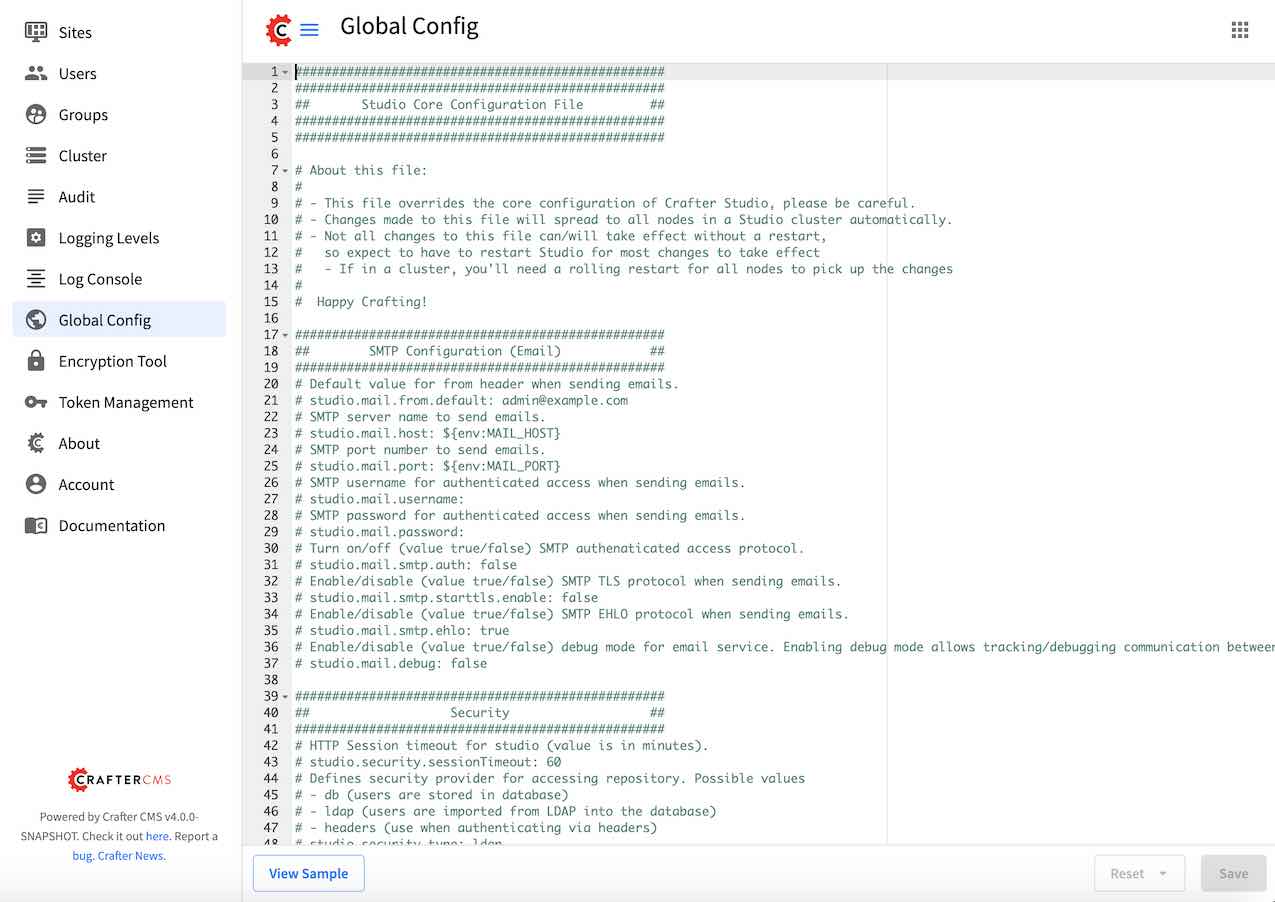 Sites
Users
Groups
Cluster
Audit
Logging Levels
Log Console
Global Config
Encryption Tool
Token Management
About
Account
Documentation
CRAFTERCMS
Powered by Crafter CMS v4.0.0-
SNAPSHOT. Check it out here. Report a
bug. Crafter News.
Global Config
1 ##################################################
2 ##################################################
3 ##       Studio Core Configuration File         ##
4 ##################################################
5 ##################################################
6
7 # About this file:
8 #
9 # - This file overrides the core configuration of Crafter Studio, please be careful.
10 # - Changes made to this file will spread to all nodes in a Studio cluster automatically.
11 # - Not all changes to this file can/will take effect without a restart,
12 #   so expect to have to restart Studio for most changes to take effect
13 #   - If in a cluster, you'll need a rolling restart for all nodes to pick up the changes
14 #
15 #  Happy Crafting!
16
17 ##################################################
18 ##        SMTP Configuration (Email)            ##
19 ##################################################
20 # Default value for from header when sending emails.
21 # studio.mail.from.default: admin@example.com
22 # SMTP server name to send emails.
23 # studio.mail.host: ${env:MAIL_HOST}
24 # SMTP port number to send emails.
25 # studio.mail.port: ${env:MAIL_PORT}
26 # SMTP username for authenticated access when sending emails.
27 # studio.mail.username:
28 # SMTP password for authenticated access when sending emails.
29 # studio.mail.password:
30 # Turn on/off (value true/false) SMTP authenaticated access protocol.
31 # studio.mail.smtp.auth: false
32 # Enable/disable (value true/false) SMTP TLS protocol when sending emails.
33 # studio.mail.smtp.starttls.enable: false
34 # Enable/disable (value true/false) SMTP EHLO protocol when sending emails.
35 # studio.mail.smtp.ehlo: true
36 # Enable/disable (value true/false) debug mode for email service. Enabling debug mode allows tracking/debugging communication between
37 # studio.mail.debug: false
38
39 ##################################################
40 ##                   Security                   ##
41 ##################################################
42 # HTTP Session timeout for studio (value is in minutes).
43 # studio.security.sessionTimeout: 60
44 # Defines security provider for accessing repository. Possible values
45 # - db (users are stored in database)
46 # - ldap (users are imported from LDAP into the database)
47 # - headers (use when authenticating via headers)
48 # studio.security.type: ldap
View Sample
Reset
Save